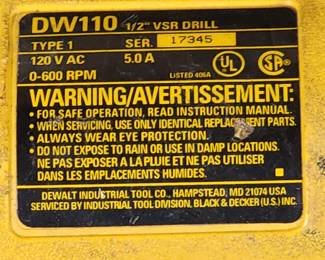 DW110 1/2" VSR DRILL
TYPE 1 SER. 17345
120 V AC 5.0 A
0-600 RPM LISTED 406A UL SA
WARNING/AVERTISSEMENT:
• FOR SAFE OPERATION, READ INSTRUCTION MANUAL.
• WHEN SERVICING, USE ONLY IDENTICAL REPLACEMENT PARTS.
• ALWAYS WEAR EYE PROTECTION.
• DO NOT EXPOSE TO RAIN OR USE IN DAMP LOCATIONS.
NE PAS EXPOSER A LA PLUIE ET NE PAS UTILISER
DANS LES EMPLACEMENTS HUMIDES.
DEWALT INDUSTRIAL TOOL CO., HAMPSTEAD, MD 21074 USA
SERVICED BY INDUSTRIAL TOOL DIVISION, BLACK & DECKER (U.S.) INC.